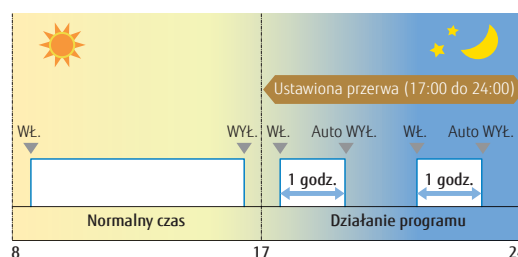 Ustawiona przerwa (17:00 do 24:00)
WŁ. WYŁ. WŁ. Auto WYŁ. WŁ. Auto WYŁ.
1 godz. 1 godz.
Normalny czas Działanie programu
8 17